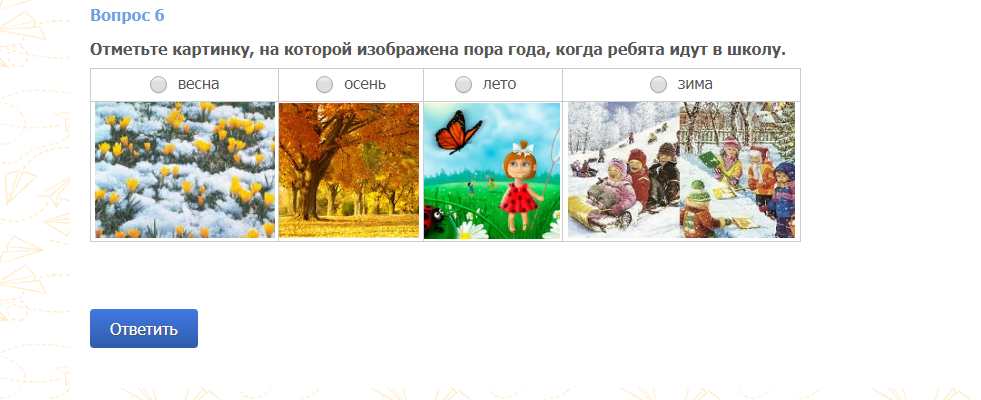 Вопрос 6
Отметьте картинку, на которой изображена пора года, когда ребята идут в школу.
весна осень лето зима
Ответить